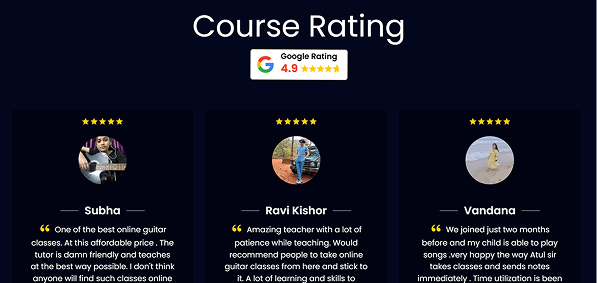 Course Rating
Google Rating
4.9
Subha
“ One of the best online guitar
classes. At this affordable price . The
tutor is damn friendly and teaches
at the best way possible. I don't think
anyone will find such classes online
Ravi Kishor
“ Amazing teacher with a lot of
patience while teaching. Would
recommend people to take online
guitar classes from here and stick to
it. A lot of learning and skills to
Vandana
“ We joined just two months
before and my child is able to play
songs .very happy the way Atul sir
takes classes and sends notes
immediately . Time utilization is been